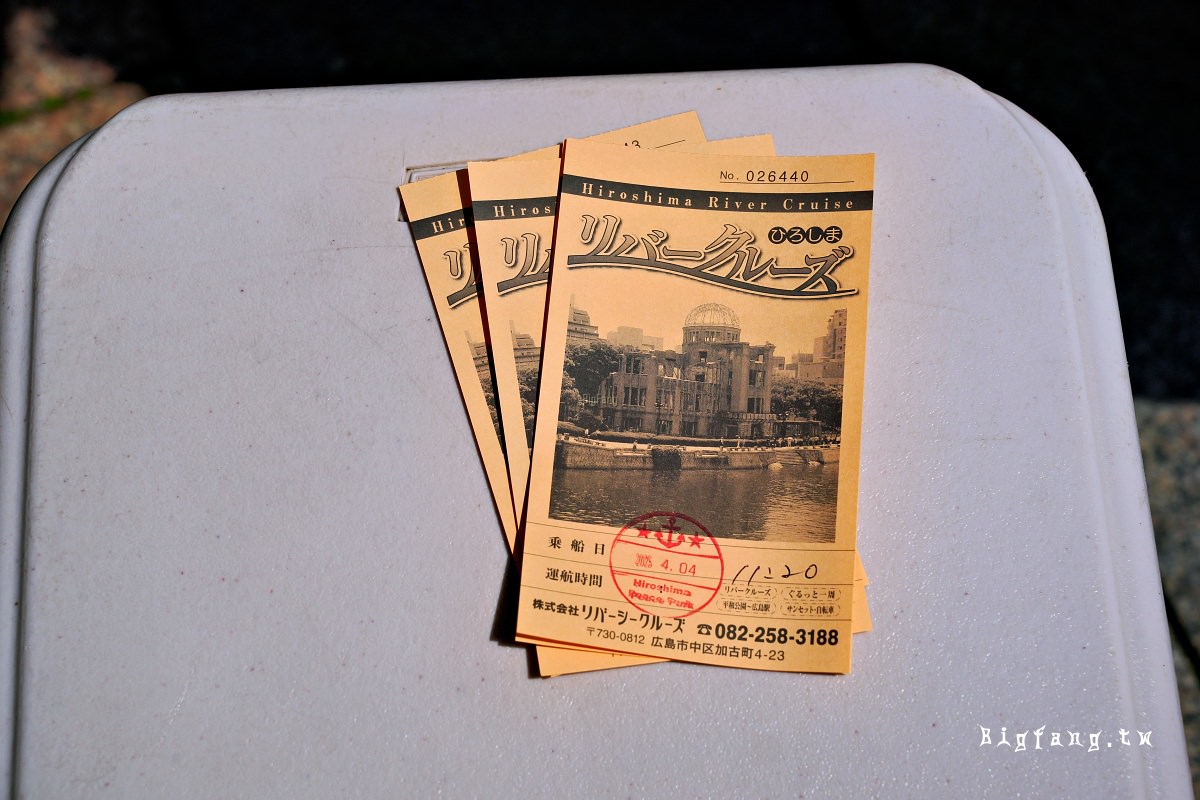 No. 026440
Hiroshima River Cruise
ひろしま
リバークルーズ
Hir
Hiros
乗船日
2025 4.04
Hiroshima
Peace Park
運航時間
11:20
リバークルーズ
ぐるっと一周
平和公園〜広島駅
サンセット・自転車
株式会社リバーシークルーズ ☎082-258-3188
〒730-0812 広島市中区加古町4-23
Bigfang.tw